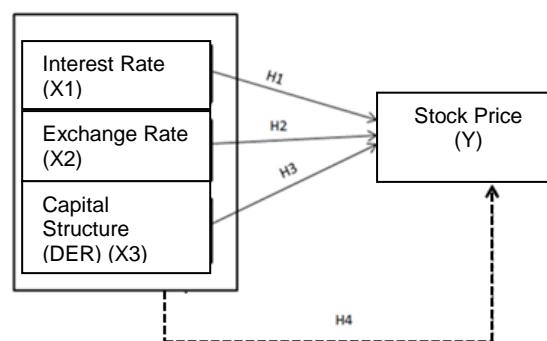 Interest Rate
(X1)
H1
Exchange Rate
(X2)
H2
Capital
Structure
(DER) (X3)
H3
Stock Price
(Y)
H4